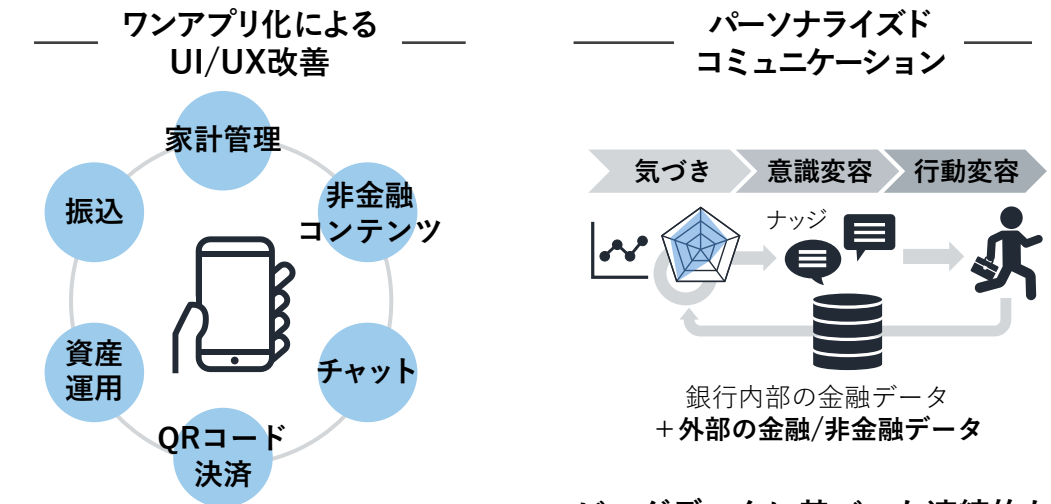 ワンアプリ化による
UI/UX改善
家計管理
非金融
コンテンツ
チャット
QRコード
決済
資産
運用
振込
パーソナライズド
コミュニケーション
気づき
意識変容
行動変容
ナッジ
銀行内部の金融データ
＋外部の金融/非金融データ